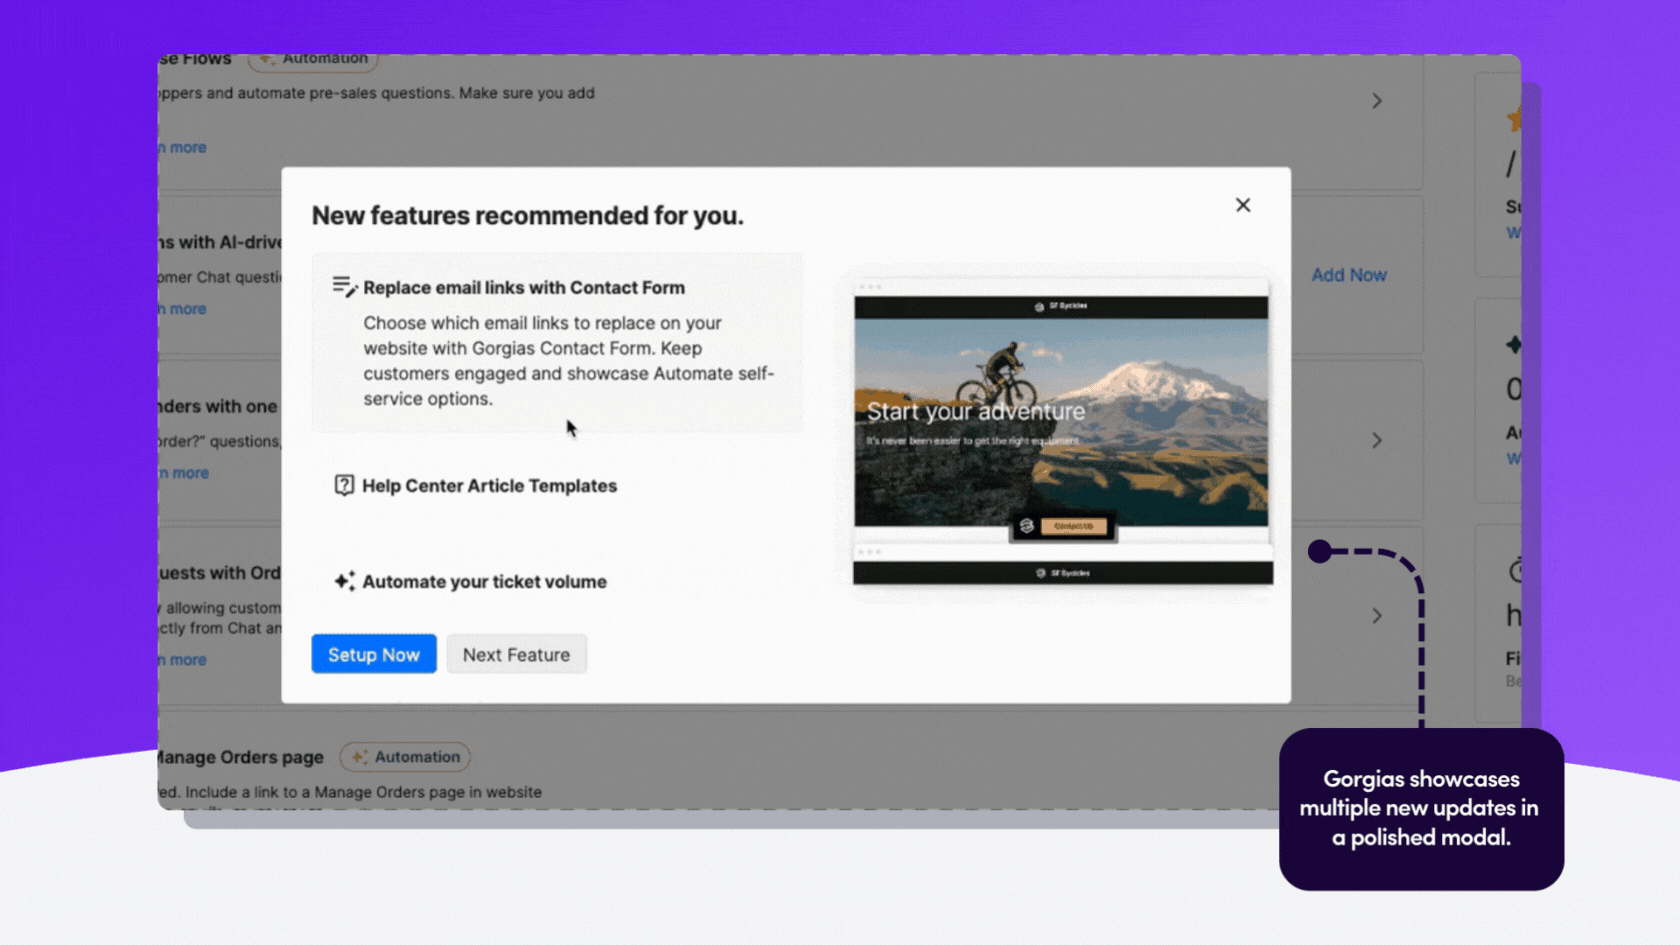 se Flows
Automation
oppers and automate pre-sales questions. Make sure you add
n more
New features recommended for you.
Replace email links with Contact Form
Choose which email links to replace on your
website with Gorgias Contact Form. Keep
customers engaged and showcase Automate self-
service options.
Help Center Article Templates
Automate your ticket volume
Setup Now
Next Feature
SF Bycicles
Start your adventure
It's never been easier to get the right equipment
Contact Us
SF Bycicles
ns with AI-drive
omer Chat questi
n more
Add Now
nders with one
order?" questions,
n more
uests with Ord
y allowing custom
ctly from Chat an
n more
Manage Orders page
Automation
ed. Include a link to a Manage Orders page in website
/
Su
W
0
Au
W
h
Fi
Be
Gorgias showcases
multiple new updates in
a polished modal.